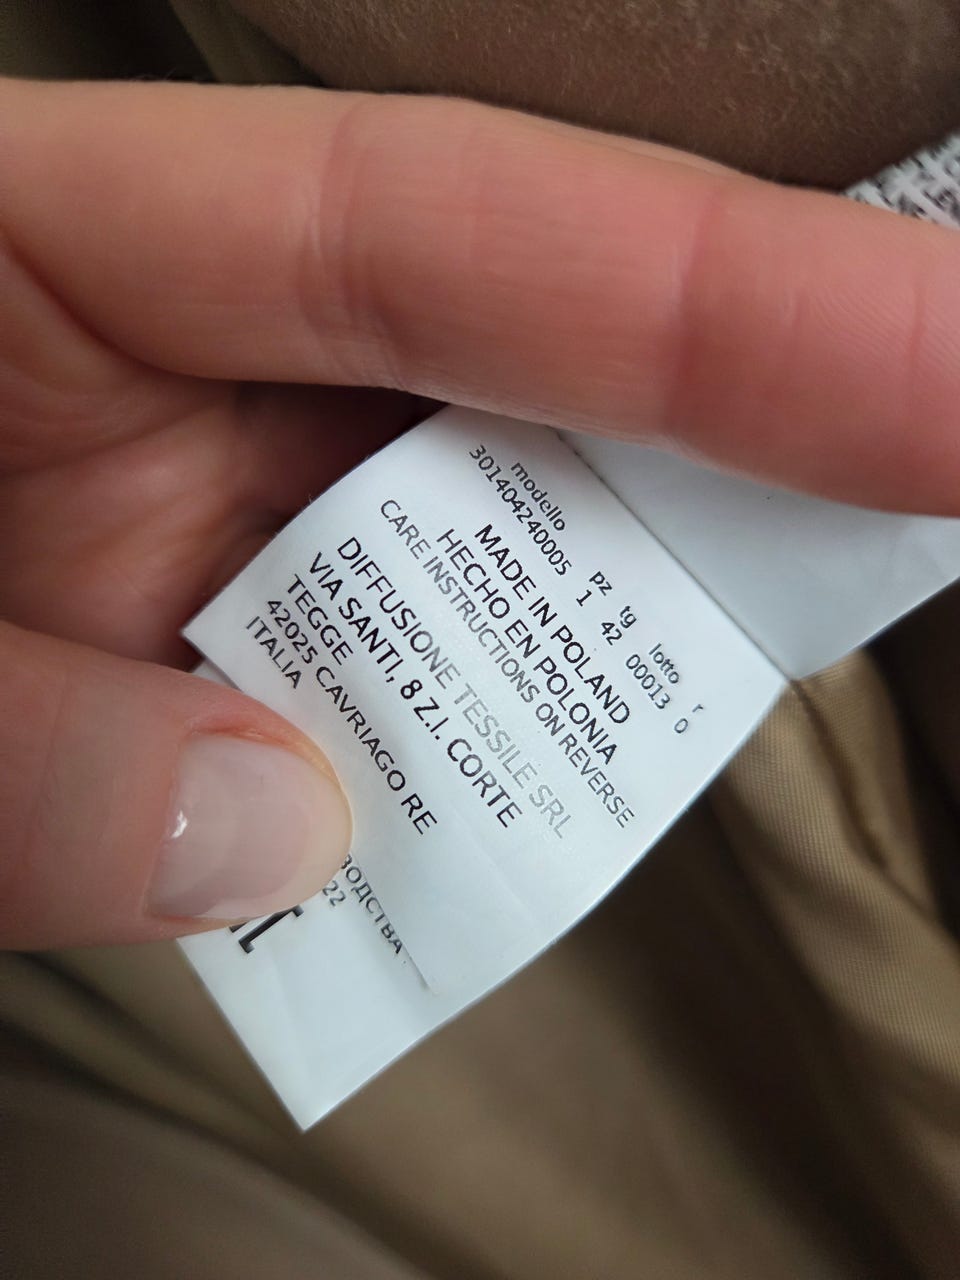 modello pz tg lotto r
301404240005 1 42 00013 0
MADE IN POLAND
HECHO EN POLONIA
CARE INSTRUCTIONS ON REVERSE
DIFFUSIONE TESSILE SRL
VIA SANTI, 8 Z.I. CORTE
TEGGE
42025 CAVRIAGO RE
ITALIA
22